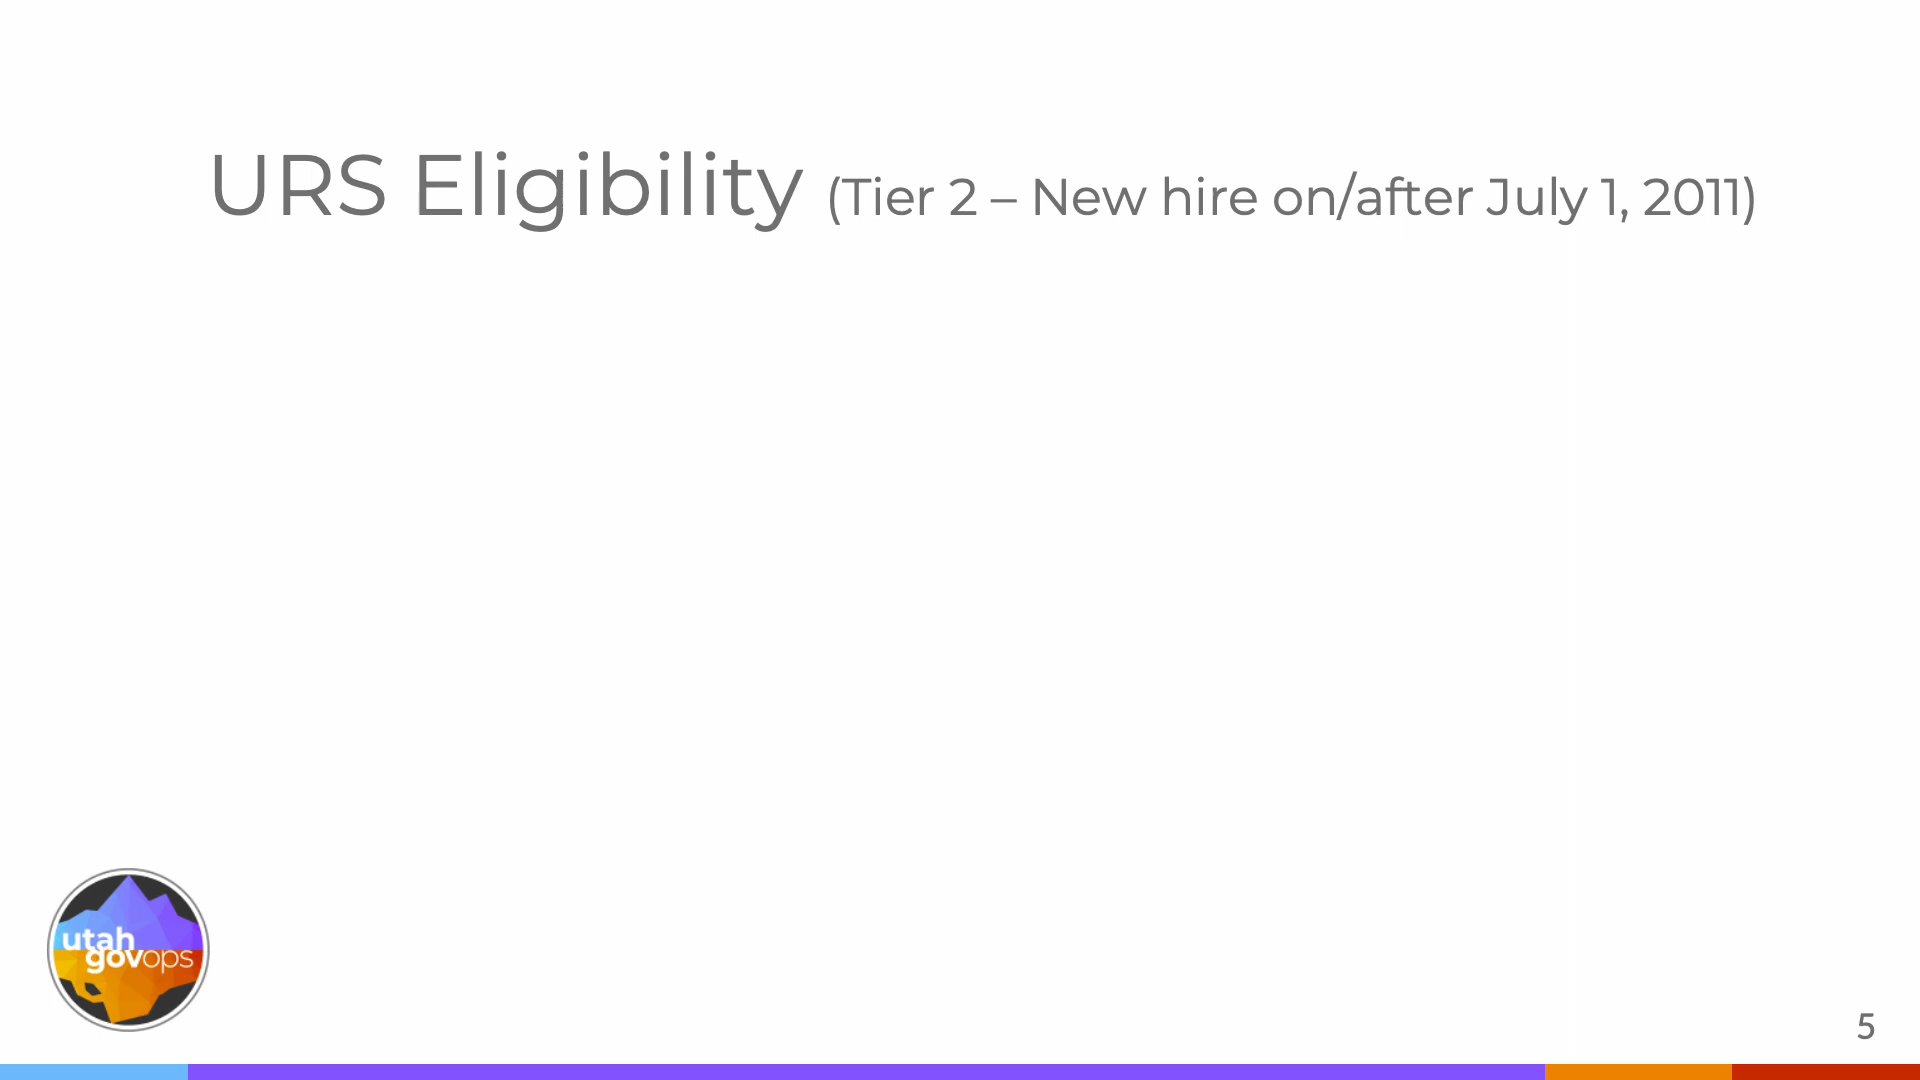 URS Eligibility (Tier 2 – New hire on/after July 1, 2011)
utah
govops
5